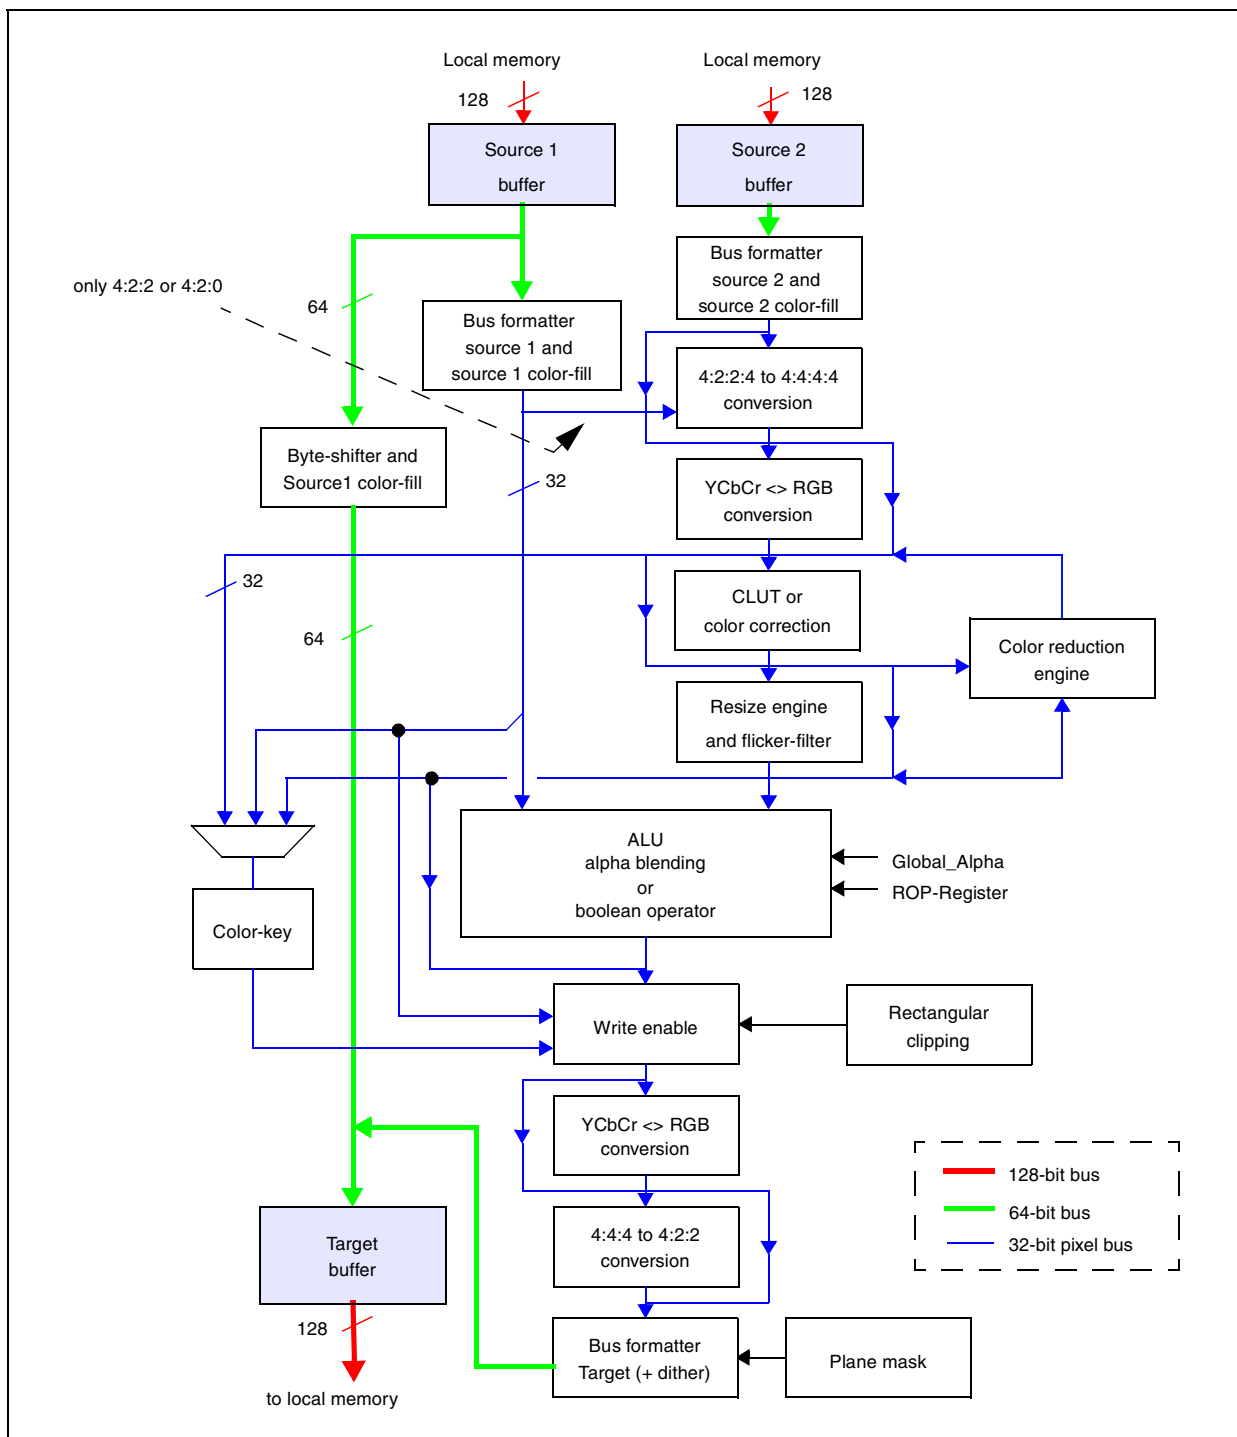 Local memory
Local memory
128
128
Source 1
buffer
Source 2
buffer
Bus formatter
source 2 and
source 2 color-fill
only 4:2:2 or 4:2:0
64
Bus formatter
source 1 and
source 1 color-fill
4:2:2:4 to 4:4:4:4
conversion
Byte-shifter and
Source1 color-fill
32
YCbCr <> RGB
conversion
32
CLUT or
color correction
64
Color reduction
engine
Resize engine
and flicker-filter
ALU
alpha blending
or
boolean operator
Global_Alpha
ROP-Register
Color-key
Write enable
Rectangular
clipping
YCbCr <> RGB
conversion
128-bit bus
64-bit bus
32-bit pixel bus
Target
buffer
4:4:4 to 4:2:2
conversion
128
Bus formatter
Target (+ dither)
Plane mask
to local memory